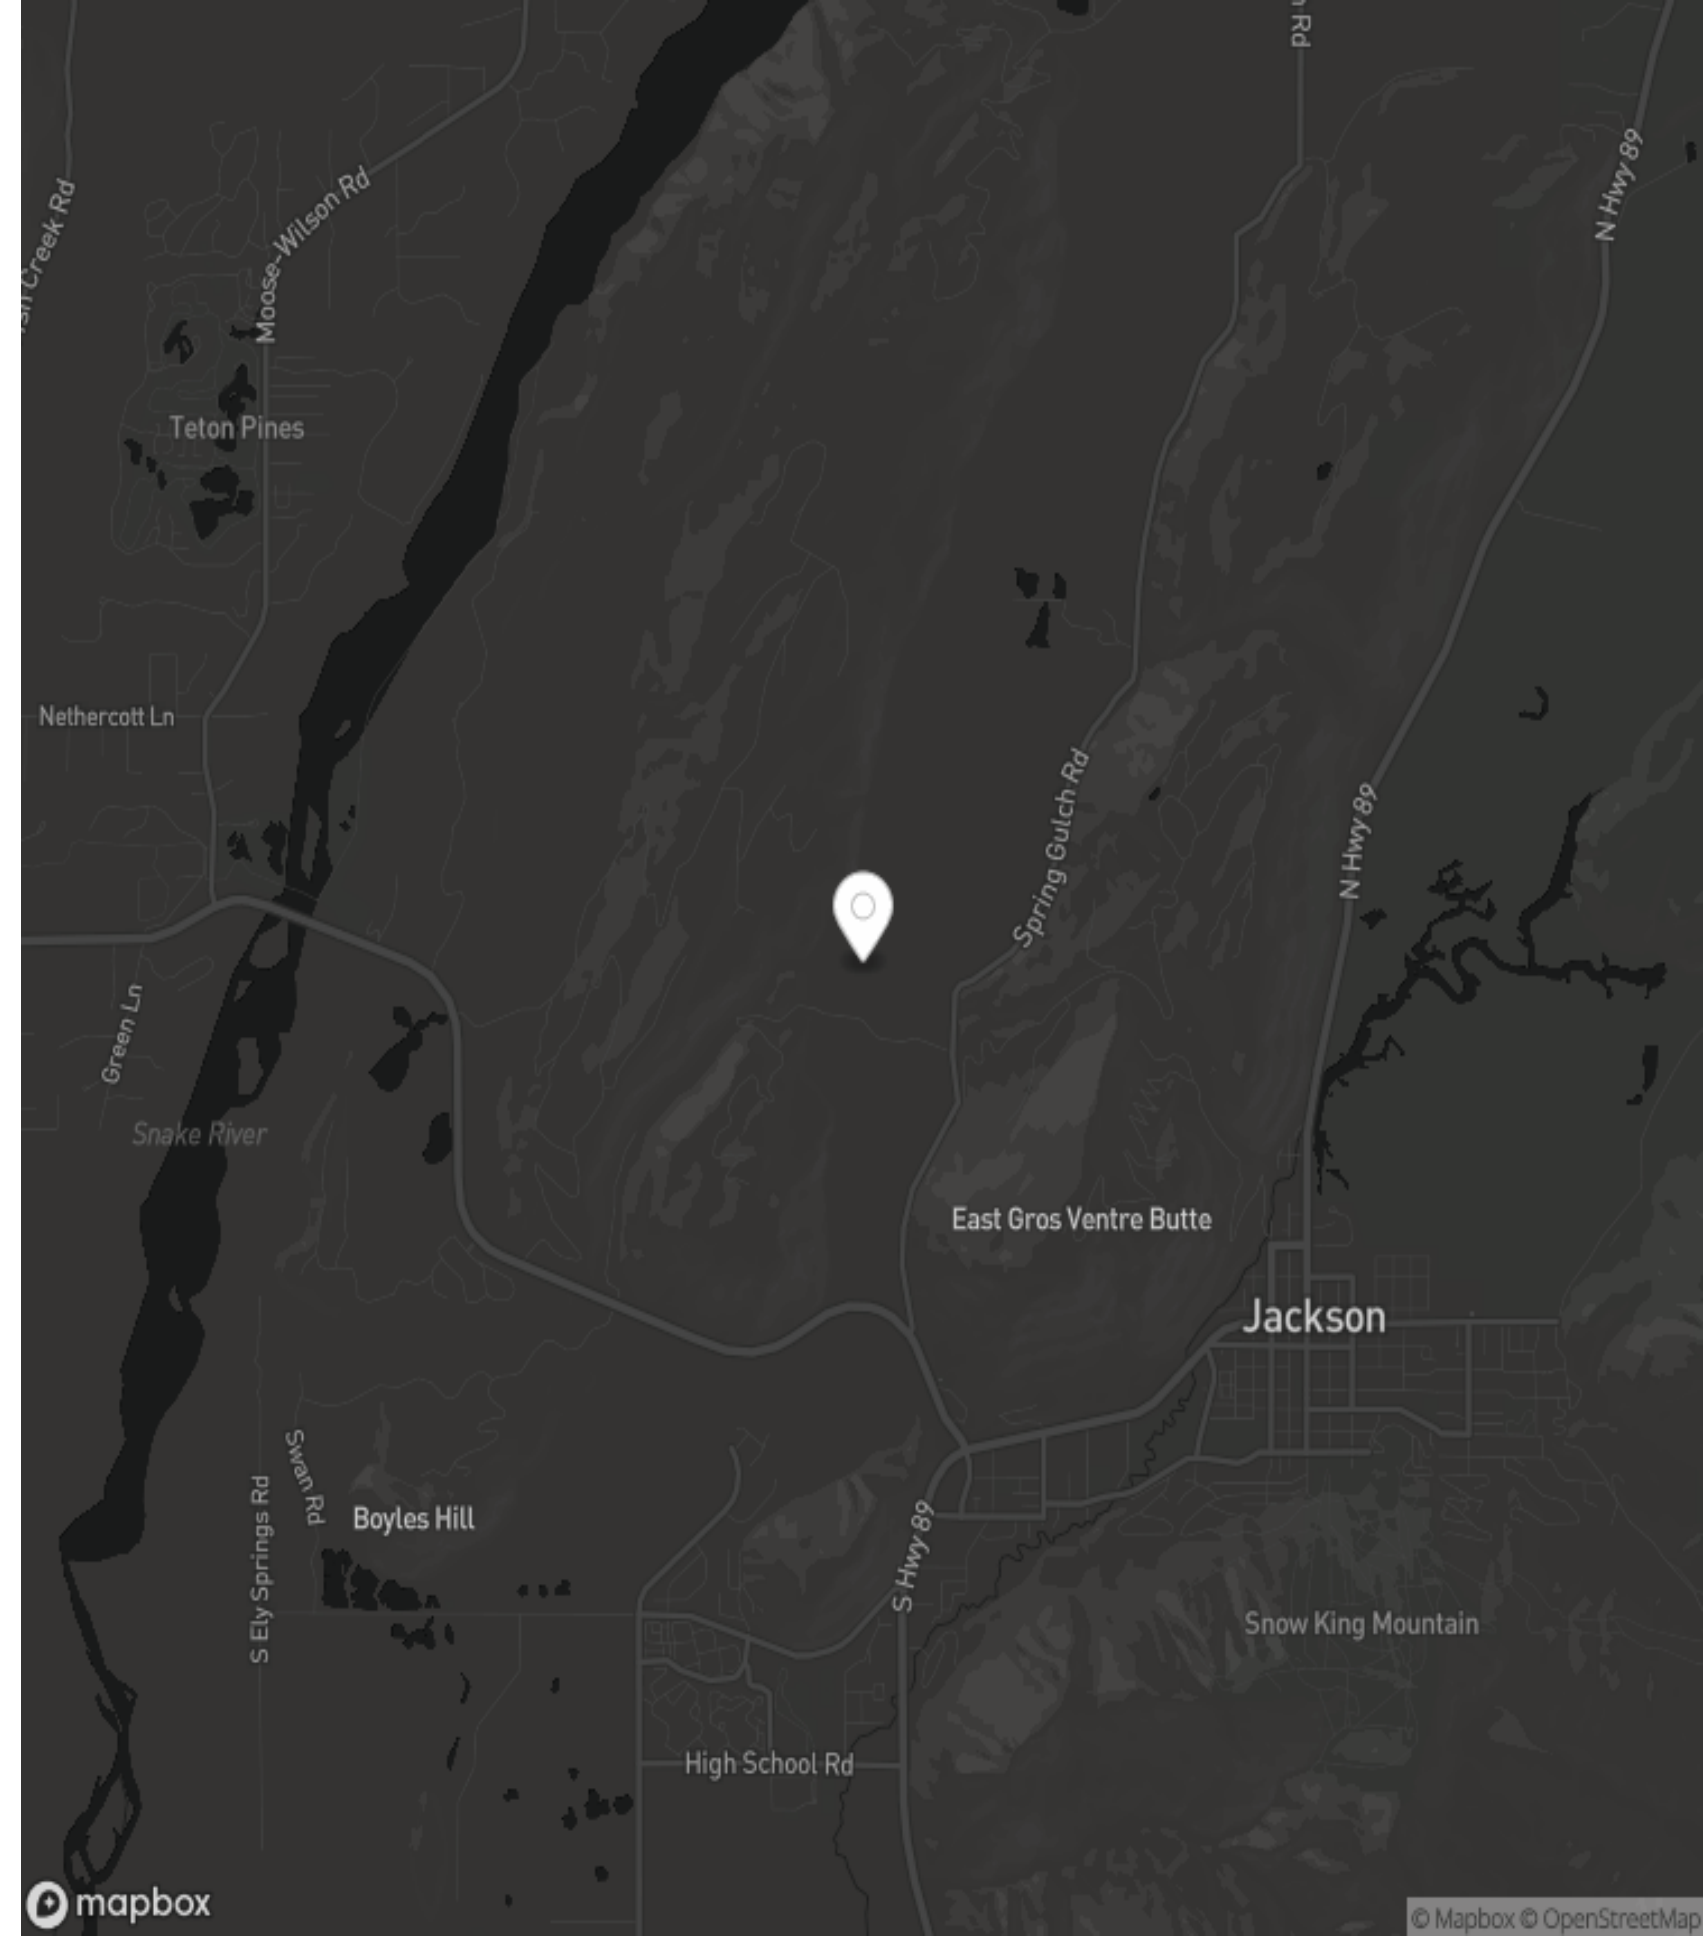 Rd
N Hwy 89
Creek Rd
Moose-Wilson Rd
Teton Pines
Nethercott Ln
Spring Gulch Rd
N Hwy 89
Green Ln
Snake River
East Gros Ventre Butte
Jackson
Swan Rd
S Ely Springs Rd
Boyles Hill
S Hwy 89
Snow King Mountain
High School Rd
mapbox
© Mapbox © OpenStreetMap